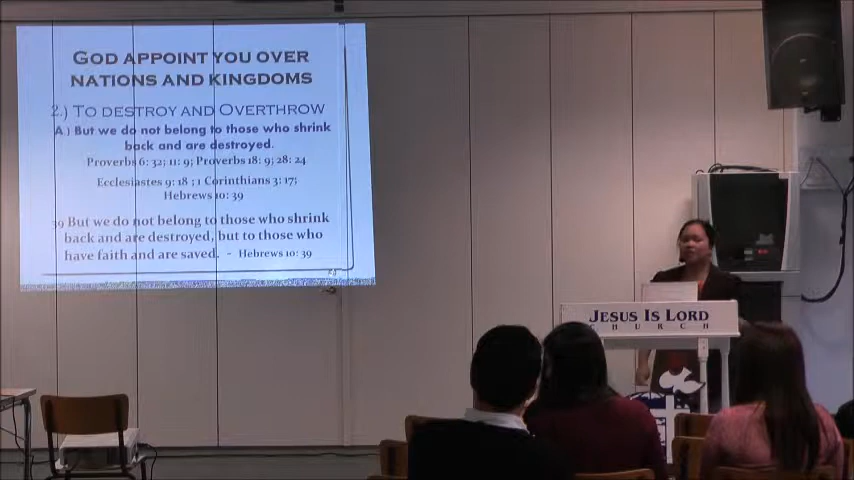 GOD APPOINT YOU OVER
NATIONS AND KINGDOMS
2.) TO DESTROY AND OVERTHROW
A.) But we do not belong to those who shrink
back and are destroyed.
Proverbs 6: 32; 11: 9; Proverbs 18: 9; 28: 24
Ecclesiastes 9: 18 ; 1 Corinthians 3: 17;
Hebrews 10: 39
39 But we do not belong to those who shrink
back and are destroyed, but to those who
have faith and are saved. - Hebrews 10: 39
JESUS IS LORD
CHURCH